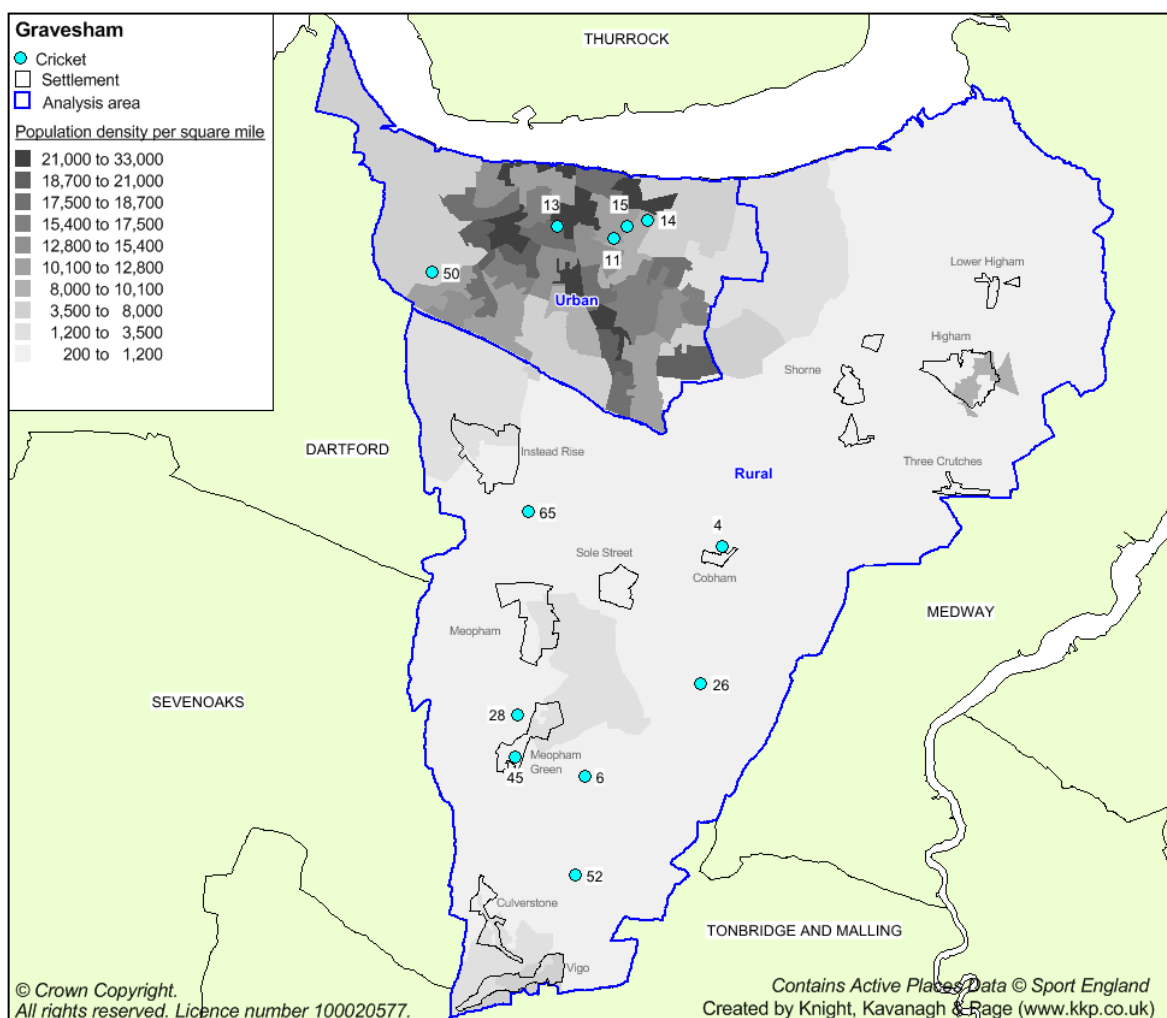 Gravesham
Cricket
Settlement
Analysis area
Population density per square mile
21,000 to 33,000
18,700 to 21,000
17,500 to 18,700
15,400 to 17,500
12,800 to 15,400
10,100 to 12,800
8,000 to 10,100
3,500 to 8,000
1,200 to 3,500
200 to 1,200
THURROCK
13
15
14
11
50
Urban
Lower Higham
Higham
Shorne
DARTFORD
Instead Rise
Three Crutches
Rural
65
4
Sole Street
Cobham
MEDWAY
Meopham
26
SEVENOAKS
28
Meopham
Green
45
6
52
Culverstone
TONBRIDGE AND MALLING
Vigo
© Crown Copyright.
All rights reserved. Licence number 100020577.
Contains Active Places Data © Sport England
Created by Knight, Kavanagh & Page (www.kkp.co.uk)